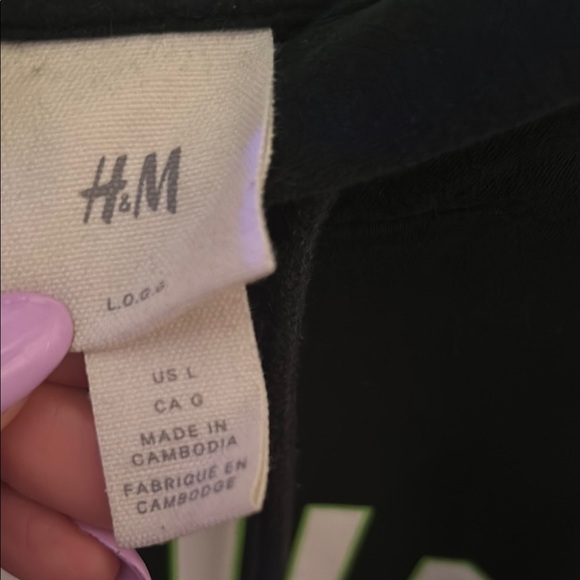 H&M
L.O.G.G
US L
CA G
MADE IN
CAMBODIA
FABRIQUÉ EN
CAMBODGE